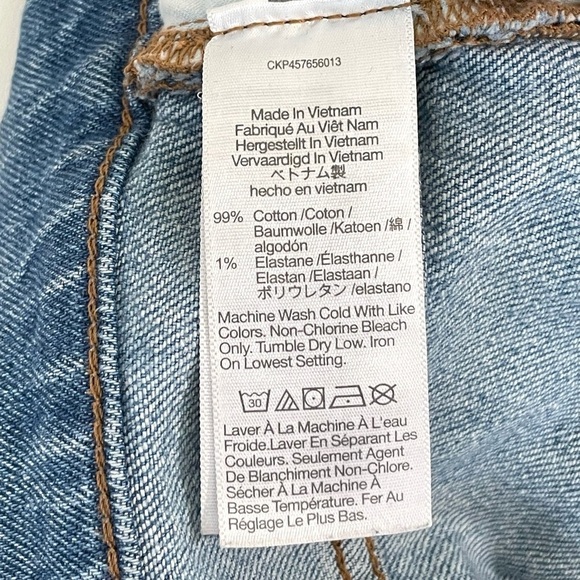 CKP457656013
Made In Vietnam
Fabriqué Au Viêt Nam
Hergestellt In Vietnam
Vervaardigd In Vietnam
ベトナム製
hecho en vietnam
99% Cotton /Coton /
Baumwolle /Katoen /綿 /
algodón
1% Elastane /Élasthanne /
Elastan /Elastaan /
ポリウレタン /elastano
Machine Wash Cold With Like
Colors. Non-Chlorine Bleach
Only. Tumble Dry Low. Iron
On Lowest Setting.
30
Laver À La Machine À L'eau
Froide.Laver En Séparant Les
Couleurs. Seulement Agent
De Blanchiment Non-Chlore.
Sécher À La Machine À
Basse Température. Fer Au
Réglage Le Plus Bas.